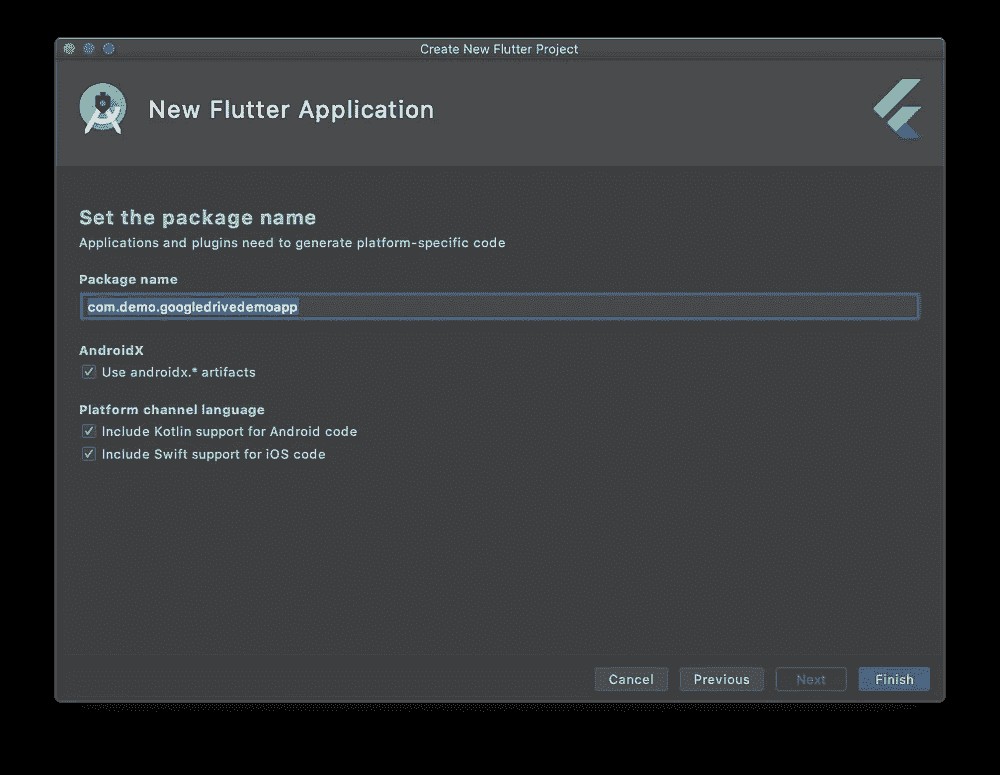 Create New Flutter Project
New Flutter Application
Set the package name
Applications and plugins need to generate platform-specific code
Package name
com.demo.googledrivedemoapp
AndroidX
Use androidx.* artifacts
Platform channel language
Include Kotlin support for Android code
Include Swift support for iOS code
Cancel Previous Next Finish